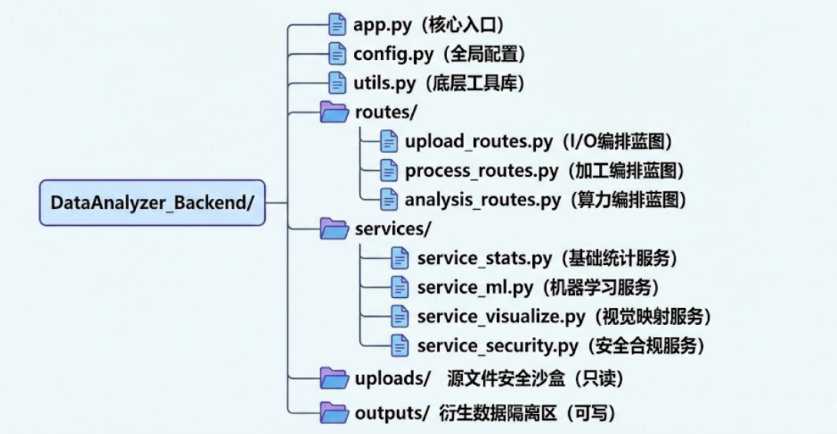 app.py（核心入口）
config.py（全局配置）
utils.py（底层工具库）
routes/
upload_routes.py（I/O编排蓝图）
process_routes.py（加工编排蓝图）
analysis_routes.py（算力编排蓝图）
DataAnalyzer_Backend/
services/
service_stats.py（基础统计服务）
service_ml.py（机器学习服务）
service_visualize.py（视觉映射服务）
service_security.py（安全合规服务）
uploads/ 源文件安全沙盒（只读）
outputs/ 衍生数据隔离区（可写）